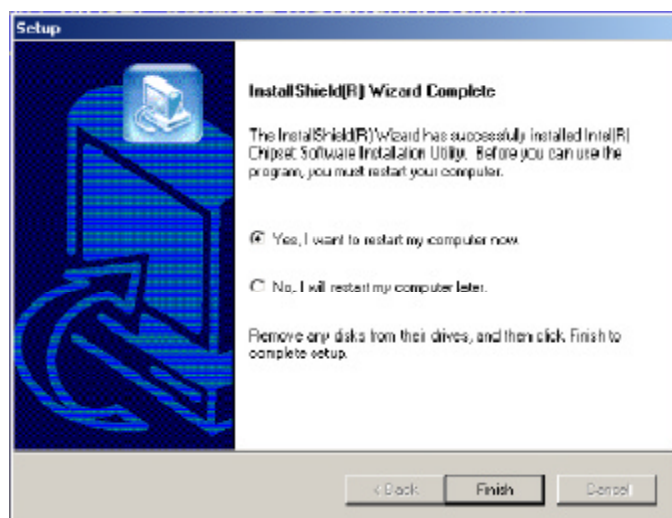 Setup
InstallShield(R) Wizard Complete
The InstallShield(R) Wizard has successfully installed Intel(R)
Chipset Software Installation Utility. Before you can use the
program, you must restart your computer.
Yes, I want to restart my computer now.
No, I will restart my computer later.
Remove any disks from their drives, and then click Finish to
complete setup.
< Back
Finish
Cancel